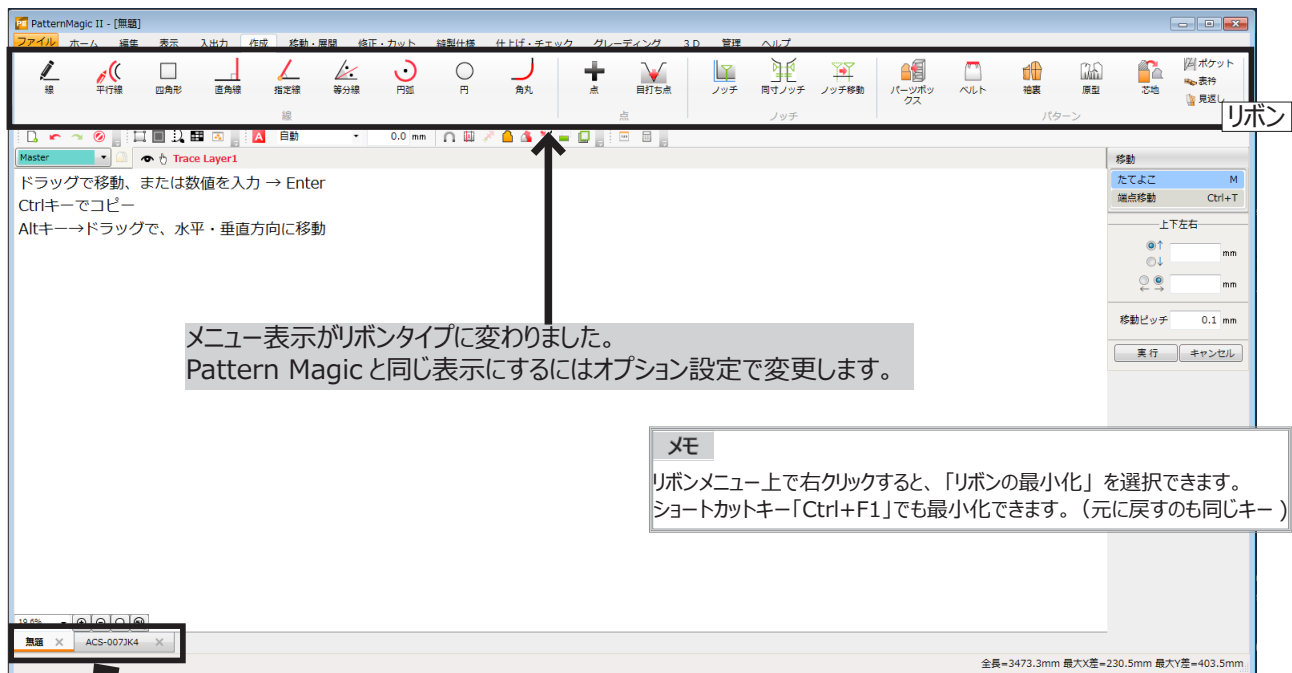 PatternMagic II - [無題]
ファイル ホーム 編集 表示 入出力 作成 移動・展開 修正・カット 縫製仕様 仕上げ・チェック グレーディング 3D 管理 ヘルプ
線 平行線 四角形 直角線 指定線 等分線 円弧 円 角丸 点 目打ち点 ノッチ 同寸ノッチ ノッチ移動 パーツボックス ベルト 袖裏 原型 芯地 ポケット
表衿
見返し
線 点 ノッチ パターン
リボン
自動 0.0 mm
Master Trace Layer1
移動
ドラッグで移動、または数値を入力 → Enter
Ctrlキーでコピー
Altキー→ドラッグで、水平・垂直方向に移動
たてよこ M
端点移動 Ctrl+T
上下左右
↑ mm
↓
← → mm
移動ピッチ 0.1 mm
実行 キャンセル
メニュー表示がリボンタイプに変わりました。
Pattern Magic と同じ表示にするにはオプション設定で変更します。
メモ
リボンメニュー上で右クリックすると、「リボンの最小化」を選択できます。
ショートカットキー「Ctrl+F1」でも最小化できます。（元に戻すのも同じキー )
無題 ACS-007JK4
全長=3473.3mm 最大X差=230.5mm 最大Y差=403.5mm